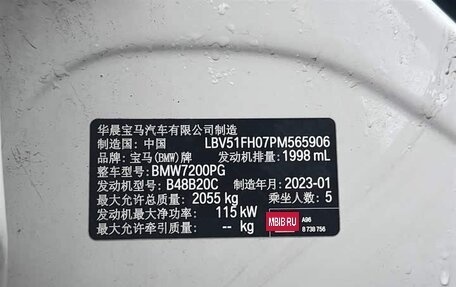 华晨宝马汽车有限公司制造
制造国: 中国 LBV51FH07PM565906
品牌: 宝马(BMW)牌 发动机排量: 1998 mL
整车型号: BMW7200PG
发动机型号: B48B20C 制造年月: 2023-01
最大允许总质量: 2055 kg 乘坐人数: 5
发动机最大净功率: 115 kW
最大允许牵引质量: -- kg
MBIB.RU
A96
8 738 756